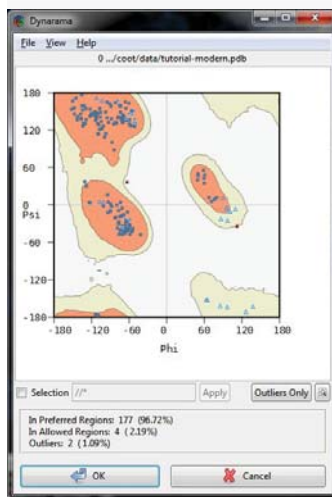 Dynarama
File View Help
0 .../coot/data/tutorial-modern.pdb
180
120
60
0
Psi
-60
-120
-180
-180 -120 -60 0 60 120 180
Phi
Selection //* Apply Outliers Only
In Preferred Regions: 177 (96.72%)
In Allowed Regions: 4 (2.19%)
Outliers: 2 (1.09%)
OK Cancel